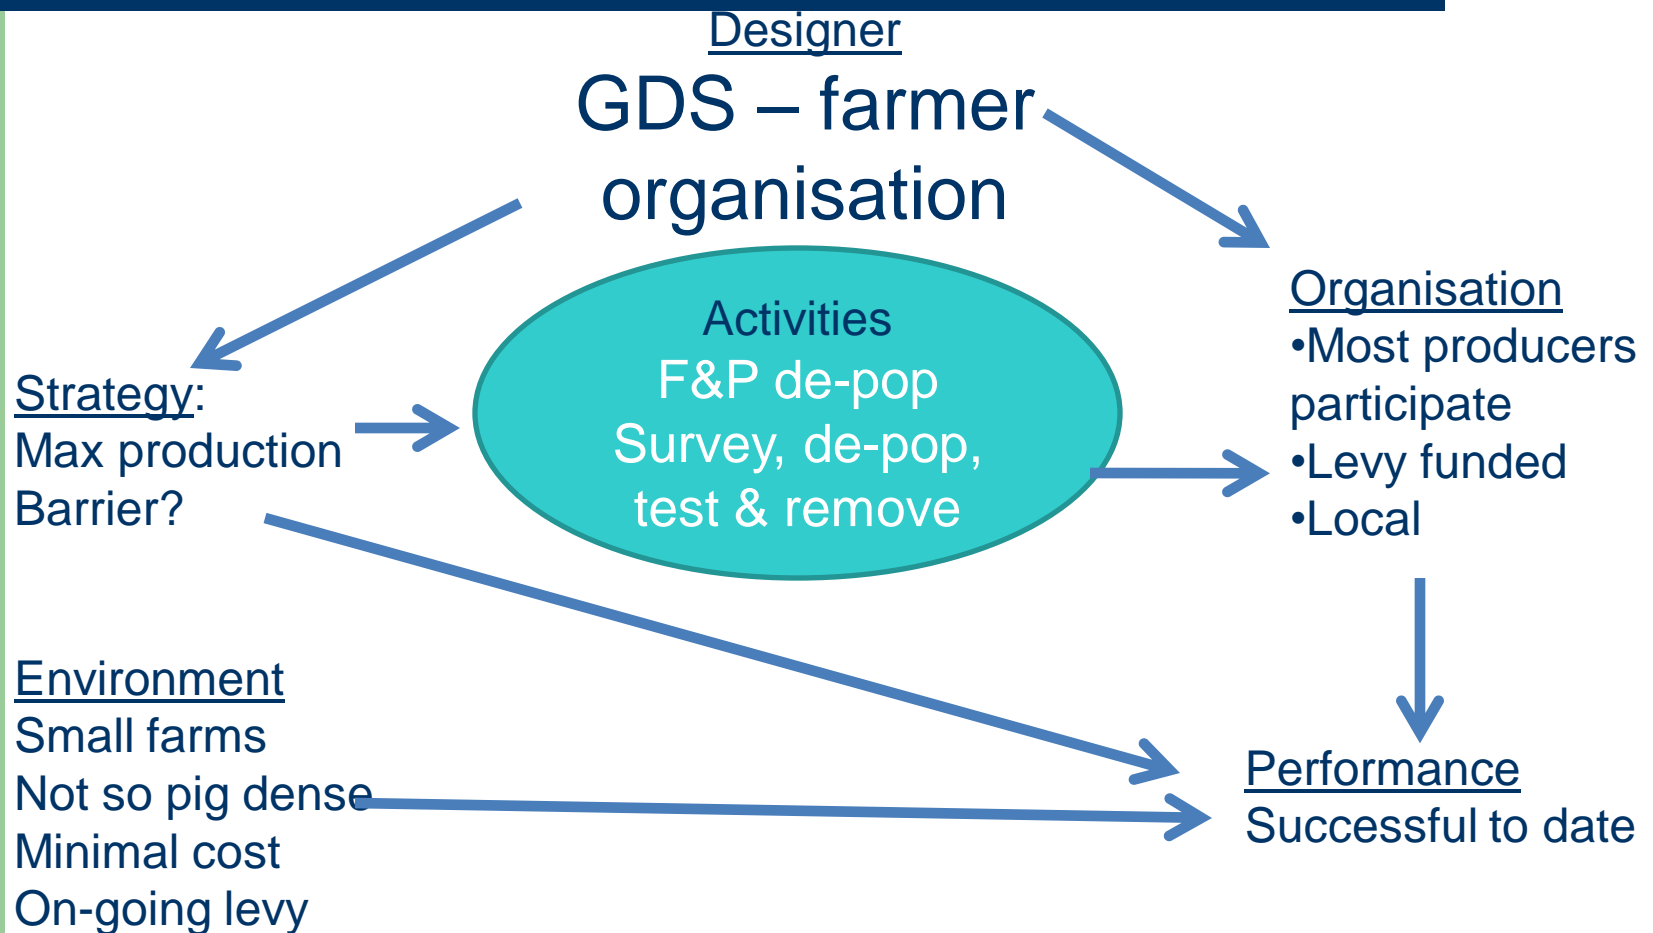 Designer
GDS – farmer
organisation
Activities
F&P de-pop
Survey, de-pop,
test & remove
Organisation
•Most producers
participate
•Levy funded
•Local
Strategy:
Max production
Barrier?
Environment
Small farms
Not so pig dense
Minimal cost
On-going levy
Performance
Successful to date